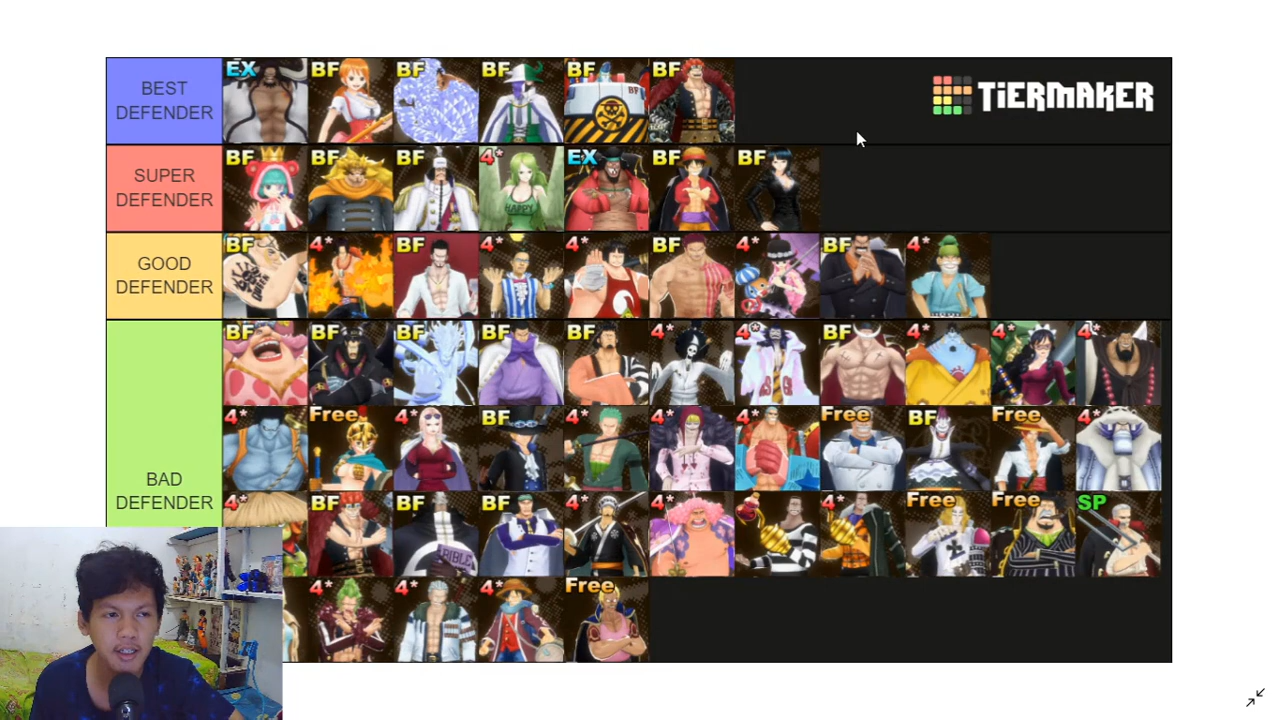 BEST
DEFENDER
EX BF BF BF BF BF
BF
TiERMAKER
SUPER
DEFENDER
BF BF BF 4* EX BF BF
HAPPY
GOOD
DEFENDER
BF 4* BF 4* 4* BF 4* BF 4*
BAD
DEFENDER
BF BF BF BF BF 4* 4* BF 4* 4* 4*
4* Free 4* BF 4* 4* 4* Free BF Free 4*
4* BF BF BF 4* 4* 4* Free Free SP
BIBLE
4* 4* 4* Free